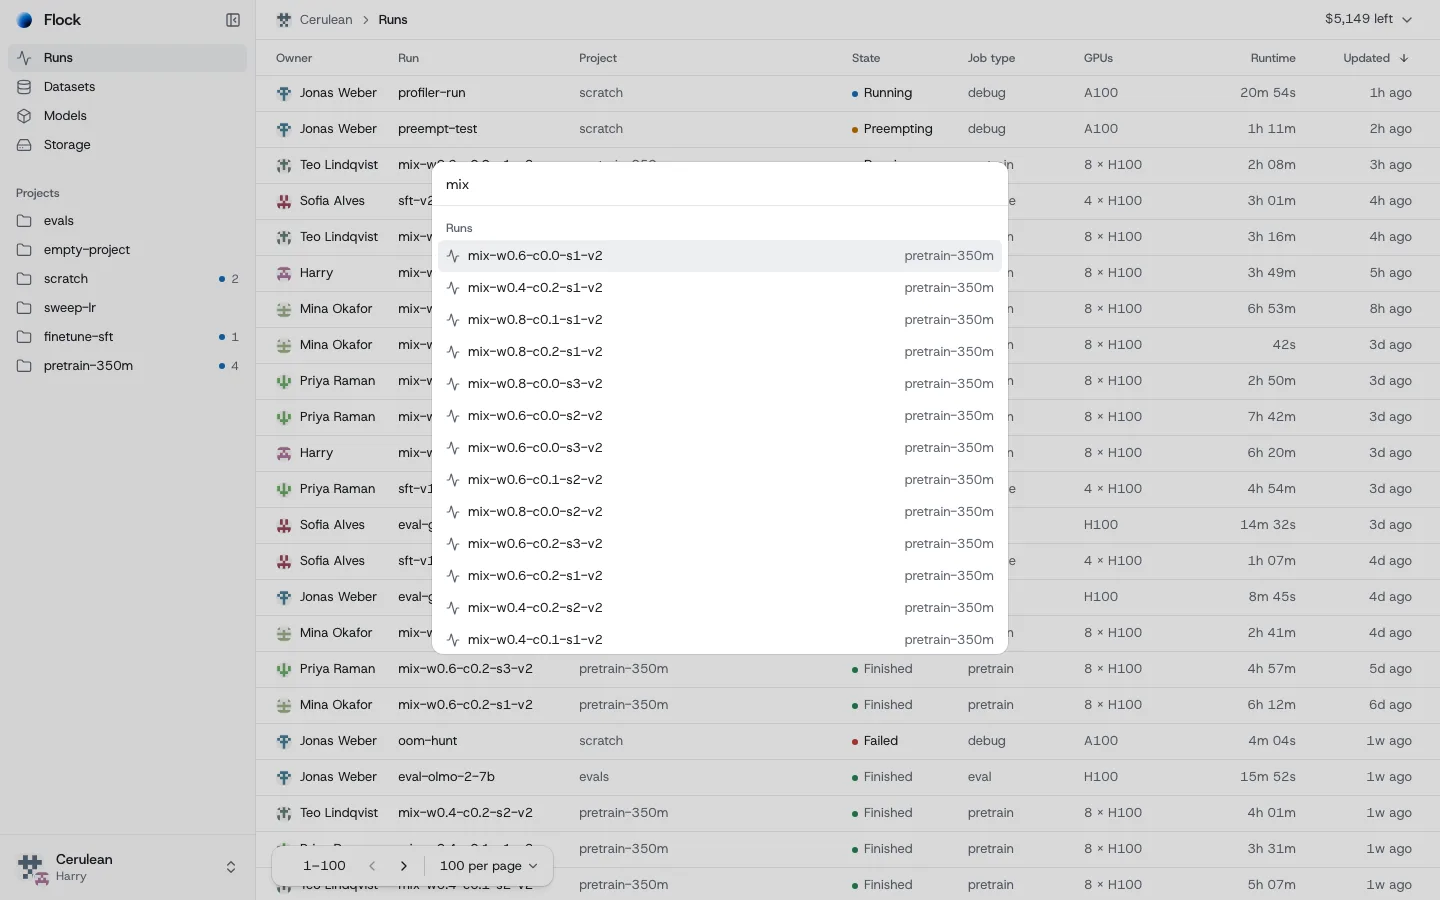 Flock
Runs
Datasets
Models
Storage
Projects
evals
empty-project
scratch 2
sweep-lr
finetune-sft 1
pretrain-350m 4
Cerulean
Harry
Cerulean > Runs
$5,149 left
Owner Run Project State Job type GPUs Runtime Updated ↓
Jonas Weber profiler-run scratch Running debug A100 20m 54s 1h ago
Jonas Weber preempt-test scratch Preempting debug A100 1h 11m 2h ago
Teo Lindqvist 8 × H100 2h 08m 3h ago
Sofia Alves 4 × H100 3h 01m 4h ago
Teo Lindqvist 8 × H100 3h 16m 4h ago
Harry 8 × H100 3h 49m 5h ago
Mina Okafor 8 × H100 6h 53m 8h ago
Mina Okafor 8 × H100 42s 3d ago
Priya Raman 8 × H100 2h 50m 3d ago
Priya Raman 8 × H100 7h 42m 3d ago
Harry 8 × H100 6h 20m 3d ago
Priya Raman 4 × H100 4h 54m 3d ago
Sofia Alves H100 14m 32s 3d ago
Sofia Alves 4 × H100 1h 07m 4d ago
Jonas Weber H100 8m 45s 4d ago
Mina Okafor 8 × H100 2h 41m 4d ago
Priya Raman mix-w0.6-c0.2-s3-v2 pretrain-350m Finished pretrain 8 × H100 4h 57m 5d ago
Mina Okafor mix-w0.6-c0.2-s1-v2 pretrain-350m Finished pretrain 8 × H100 6h 12m 6d ago
Jonas Weber oom-hunt scratch Failed debug A100 4m 04s 1w ago
Jonas Weber eval-olmo-2-7b evals Finished eval H100 15m 52s 1w ago
Teo Lindqvist mix-w0.4-c0.2-s2-v2 pretrain-350m Finished pretrain 8 × H100 4h 01m 1w ago
pretrain-350m Finished pretrain 8 × H100 3h 31m 1w ago
pretrain-350m Finished pretrain 8 × H100 5h 07m 1w ago
mix
Runs
mix-w0.6-c0.0-s1-v2 pretrain-350m
mix-w0.4-c0.2-s1-v2 pretrain-350m
mix-w0.8-c0.1-s1-v2 pretrain-350m
mix-w0.8-c0.2-s1-v2 pretrain-350m
mix-w0.8-c0.0-s3-v2 pretrain-350m
mix-w0.6-c0.0-s2-v2 pretrain-350m
mix-w0.6-c0.0-s3-v2 pretrain-350m
mix-w0.6-c0.1-s2-v2 pretrain-350m
mix-w0.8-c0.0-s2-v2 pretrain-350m
mix-w0.6-c0.2-s3-v2 pretrain-350m
mix-w0.6-c0.2-s1-v2 pretrain-350m
mix-w0.4-c0.2-s2-v2 pretrain-350m
mix-w0.4-c0.1-s1-v2 pretrain-350m
1–100 < > 100 per page